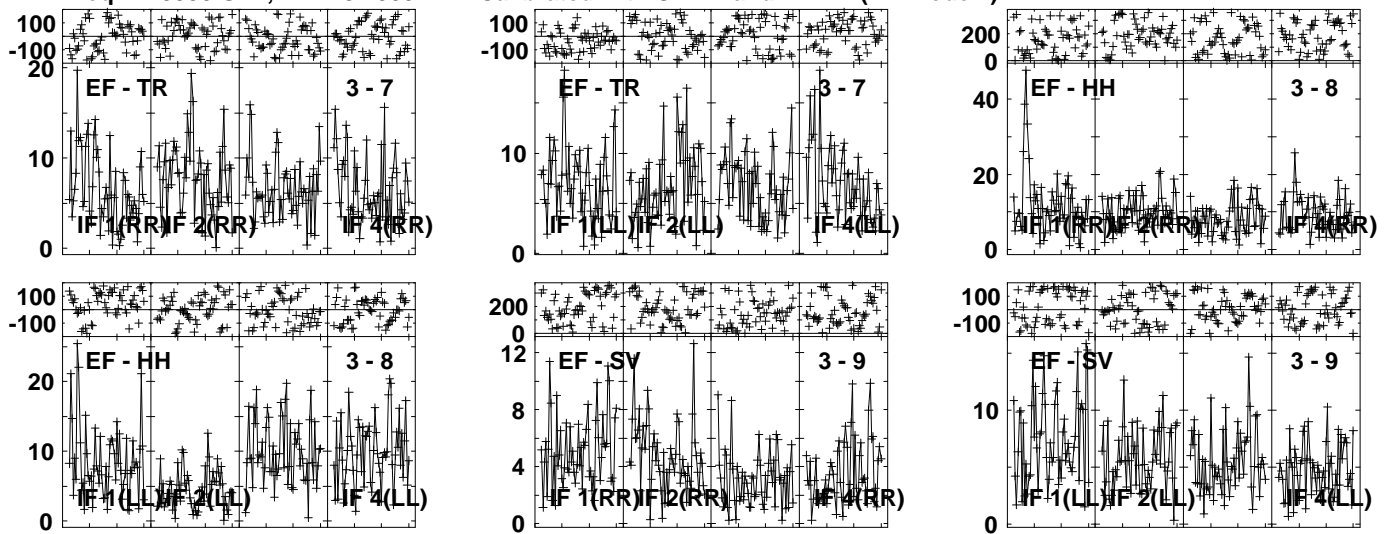 100
-100
20
EF - TR 3 - 7
10
IF 1(RR) IF 2(RR) IF 4(RR)
0
100
-100
EF - TR 3 - 7
10
IF 1(LL) IF 2(LL) IF 4(LL)
0
200
0
40
EF - HH 3 - 8
20
IF 1(RR) IF 2(RR) IF 4(RR)
0
100
-100
EF - HH 3 - 8
20
10
IF 1(LL) IF 2(LL) IF 4(LL)
0
200
0
12
EF - SV 3 - 9
8
4
IF 1(RR) IF 2(RR) IF 4(RR)
0
100
-100
EF - SV 3 - 9
10
IF 1(LL) IF 2(LL) IF 4(LL)
0